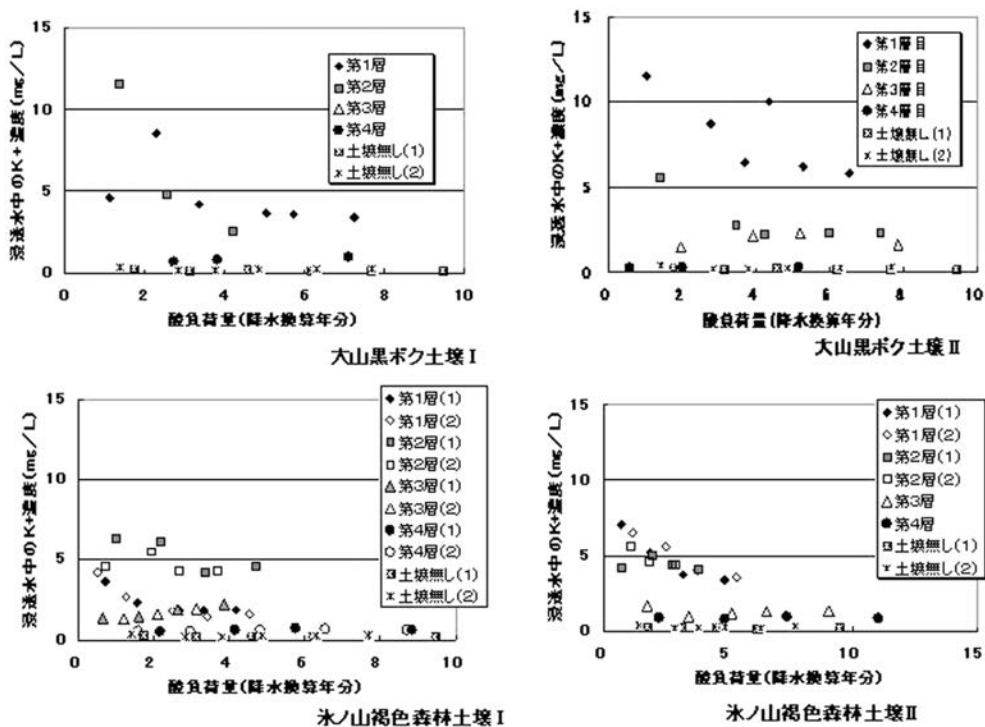 浸透水中のK+濃度(mg/L)
15
10
5
0
0 2 4 6 8 10
酸負荷量(降水換算年分)
第1層
第2層
第3層
第4層
土壌無し(1)
土壌無し(2)
大山黒ボク土壌Ⅰ
浸透水中のK+濃度(mg/L)
15
10
5
0
0 2 4 6 8 10
酸負荷量(降水換算年分)
第1層目
第2層目
第3層目
第4層目
土壌無し(1)
土壌無し(2)
大山黒ボク土壌Ⅱ
浸透水中のK+濃度(mg/L)
15
10
5
0
0 2 4 6 8 10
酸負荷量(降水換算年分)
第1層(1)
第1層(2)
第2層(1)
第2層(2)
第3層(1)
第3層(2)
第4層(1)
第4層(2)
土壌無し(1)
土壌無し(2)
氷ノ山褐色森林土壌Ⅰ
浸透水中のK+濃度(mg/L)
15
10
5
0
0 5 10 15
酸負荷量(降水換算年分)
第1層(1)
第1層(2)
第2層(1)
第2層(2)
第3層
第4層
土壌無し(1)
土壌無し(2)
氷ノ山褐色森林土壌Ⅱ